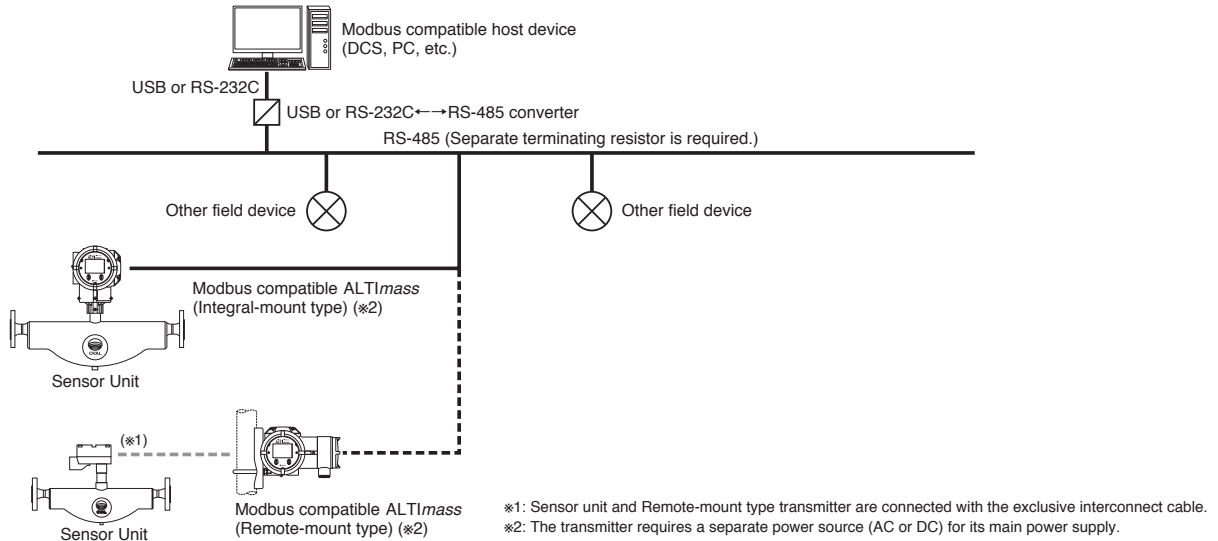 Modbus compatible host device
(DCS, PC, etc.)
USB or RS-232C
USB or RS-232C←→RS-485 converter
RS-485 (Separate terminating resistor is required.)
Other field device
Other field device
Modbus compatible ALTImass
(Integral-mount type) (※2)
OVAL
Sensor Unit
(※1)
Modbus compatible ALTImass
(Remote-mount type) (※2)
Sensor Unit
※1: Sensor unit and Remote-mount type transmitter are connected with the exclusive interconnect cable.
※2: The transmitter requires a separate power source (AC or DC) for its main power supply.